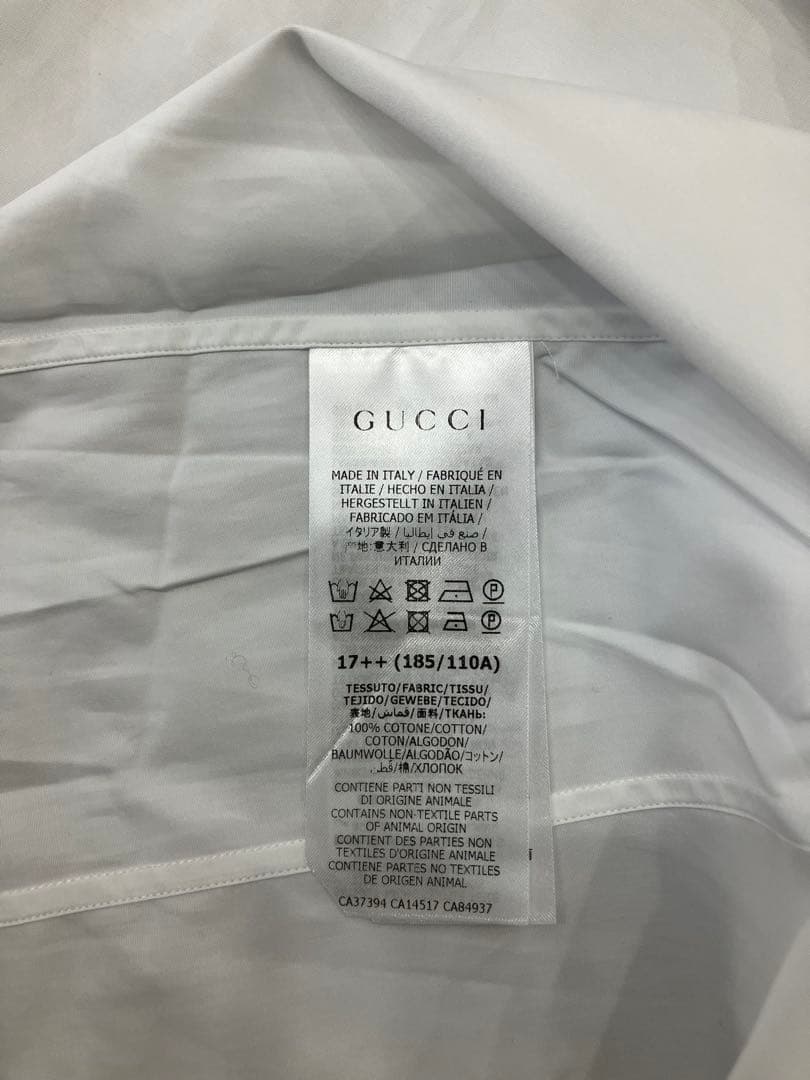 GUCCI
MADE IN ITALY / FABRIQUÉ EN
ITALIE / HECHO EN ITALIA /
HERGESTELLT IN ITALIEN /
FABRICADO EM ITÁLIA /
イタリア製 / صنع في إيطاليا /
地:意大利 / СДЕЛАНО В
ИТАЛИИ
P
P
17++ (185/110A)
TESSUTO/FABRIC/TISSU/
TEJIDO/GEWEBE/TECIDO/
表地/قماش/面料/ТКАНЬ:
100% COTONE/COTTON/
COTON/ALGODON/
BAUMWOLLE/ALGODÃO/コットン/
قطن/棉/ХЛОПОК
CONTIENE PARTI NON TESSILI
DI ORIGINE ANIMALE
CONTAINS NON-TEXTILE PARTS
OF ANIMAL ORIGIN
CONTIENT DES PARTIES NON
TEXTILES D'ORIGINE ANIMALE
CONTIENE PARTES NO TEXTILES
DE ORIGEN ANIMAL
CA37394 CA14517 CA84937